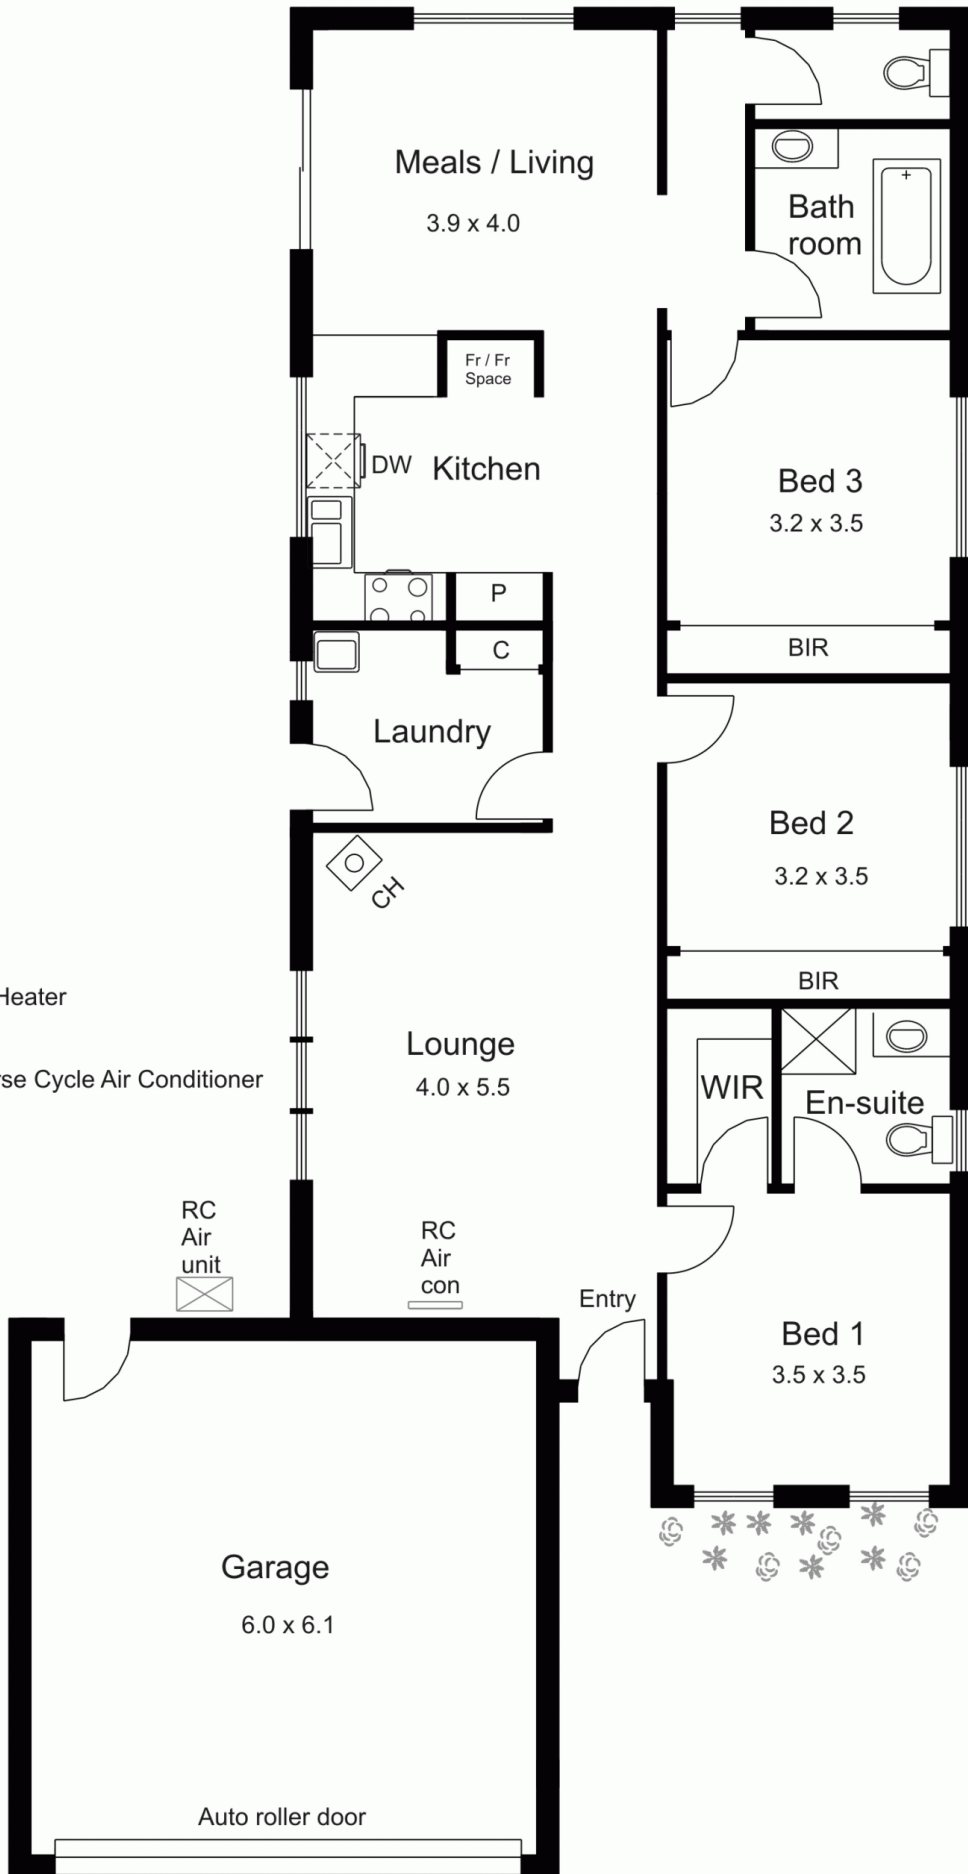 Meals / Living
3.9 x 4.0
Bath
room
Fr / Fr
Space
DW
Kitchen
P
Bed 3
3.2 x 3.5
BIR
C
Laundry
Bed 2
3.2 x 3.5
BIR
CH
Heater
Lounge
4.0 x 5.5
rse Cycle Air Conditioner
WIR
En-suite
RC
Air
unit
RC
Air
con
Entry
Bed 1
3.5 x 3.5
Garage
6.0 x 6.1
Auto roller door